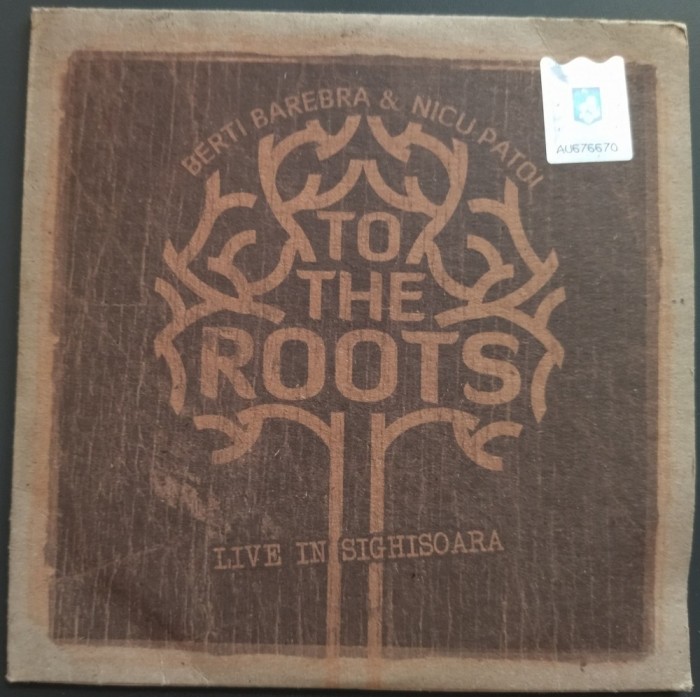 BERTI BAREBRA & NICU PATOI
TO
THE
ROOTS
LIVE IN SIGHISOARA
AU676670